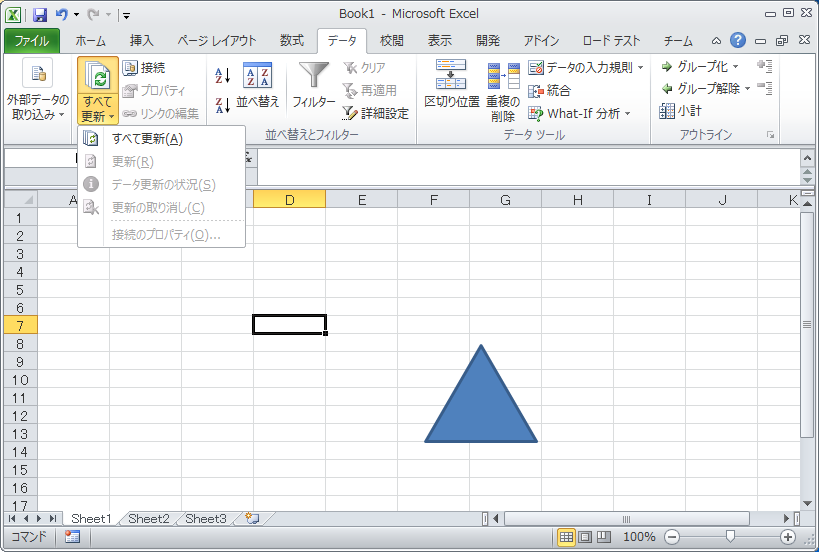 Book1 - Microsoft Excel
ファイル ホーム 挿入 ページ レイアウト 数式 データ 校閲 表示 開発 アドイン ロード テスト チーム
外部データの
取り込み
すべて
更新
接続
プロパティ
リンクの編集
並べ替え
フィルター
クリア
再適用
詳細設定
並べ替えとフィルター
区切り位置
重複の
削除
データの入力規則
統合
What-If 分析
データ ツール
グループ化
グループ解除
小計
アウトライン
すべて更新(A)
更新(R)
データ更新の状況(S)
更新の取り消し(C)
接続のプロパティ(O)...
D E F G H I J K
1
2
3
4
5
6
7
8
9
10
11
12
13
14
15
16
17
Sheet1 Sheet2 Sheet3
コマンド
100%